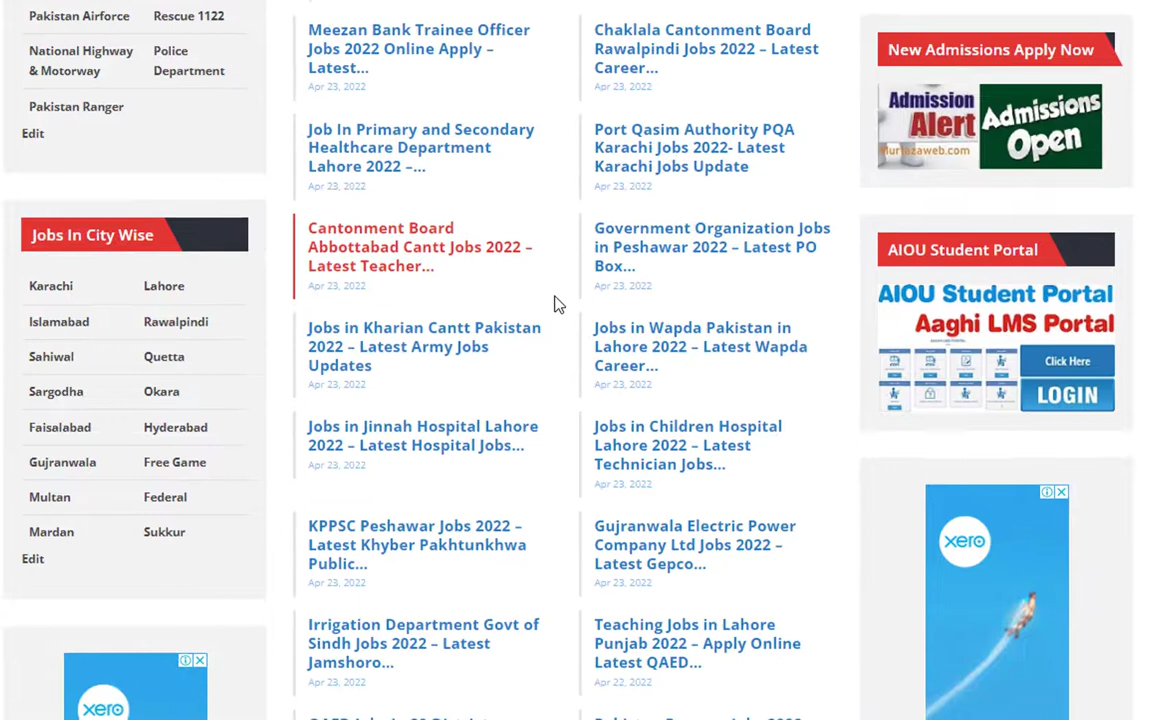 Pakistan Airforce
Rescue 1122
National Highway
& Motorway
Police
Department
Pakistan Ranger
Edit
Jobs In City Wise
Karachi
Lahore
Islamabad
Rawalpindi
Sahiwal
Quetta
Sargodha
Okara
Faisalabad
Hyderabad
Gujranwala
Free Game
Multan
Federal
Mardan
Sukkur
Edit
xero
Meezan Bank Trainee Officer
Jobs 2022 Online Apply –
Latest...
Apr 23, 2022
Job In Primary and Secondary
Healthcare Department
Lahore 2022 –...
Apr 23, 2022
Cantonment Board
Abbottabad Cantt Jobs 2022 –
Latest Teacher...
Apr 23, 2022
Jobs in Kharian Cantt Pakistan
2022 – Latest Army Jobs
Updates
Apr 23, 2022
Jobs in Jinnah Hospital Lahore
2022 – Latest Hospital Jobs...
Apr 23, 2022
KPPSC Peshawar Jobs 2022 –
Latest Khyber Pakhtunkhwa
Public...
Apr 23, 2022
Irrigation Department Govt of
Sindh Jobs 2022 – Latest
Jamshoro...
Apr 23, 2022
Chaklala Cantonment Board
Rawalpindi Jobs 2022 – Latest
Career...
Apr 23, 2022
Port Qasim Authority PQA
Karachi Jobs 2022- Latest
Karachi Jobs Update
Apr 23, 2022
Government Organization Jobs
in Peshawar 2022 – Latest PO
Box...
Apr 23, 2022
Jobs in Wapda Pakistan in
Lahore 2022 – Latest Wapda
Career...
Apr 23, 2022
Jobs in Children Hospital
Lahore 2022 – Latest
Technician Jobs...
Apr 23, 2022
Gujranwala Electric Power
Company Ltd Jobs 2022 –
Latest Gepco...
Apr 23, 2022
Teaching Jobs in Lahore
Punjab 2022 – Apply Online
Latest QAED...
Apr 22, 2022
New Admissions Apply Now
Admission
Alert
Murtazaweb.com
Admissions
Open
AIOU Student Portal
AIOU Student Portal
Aaghi LMS Portal
Click Here
LOGIN
xero